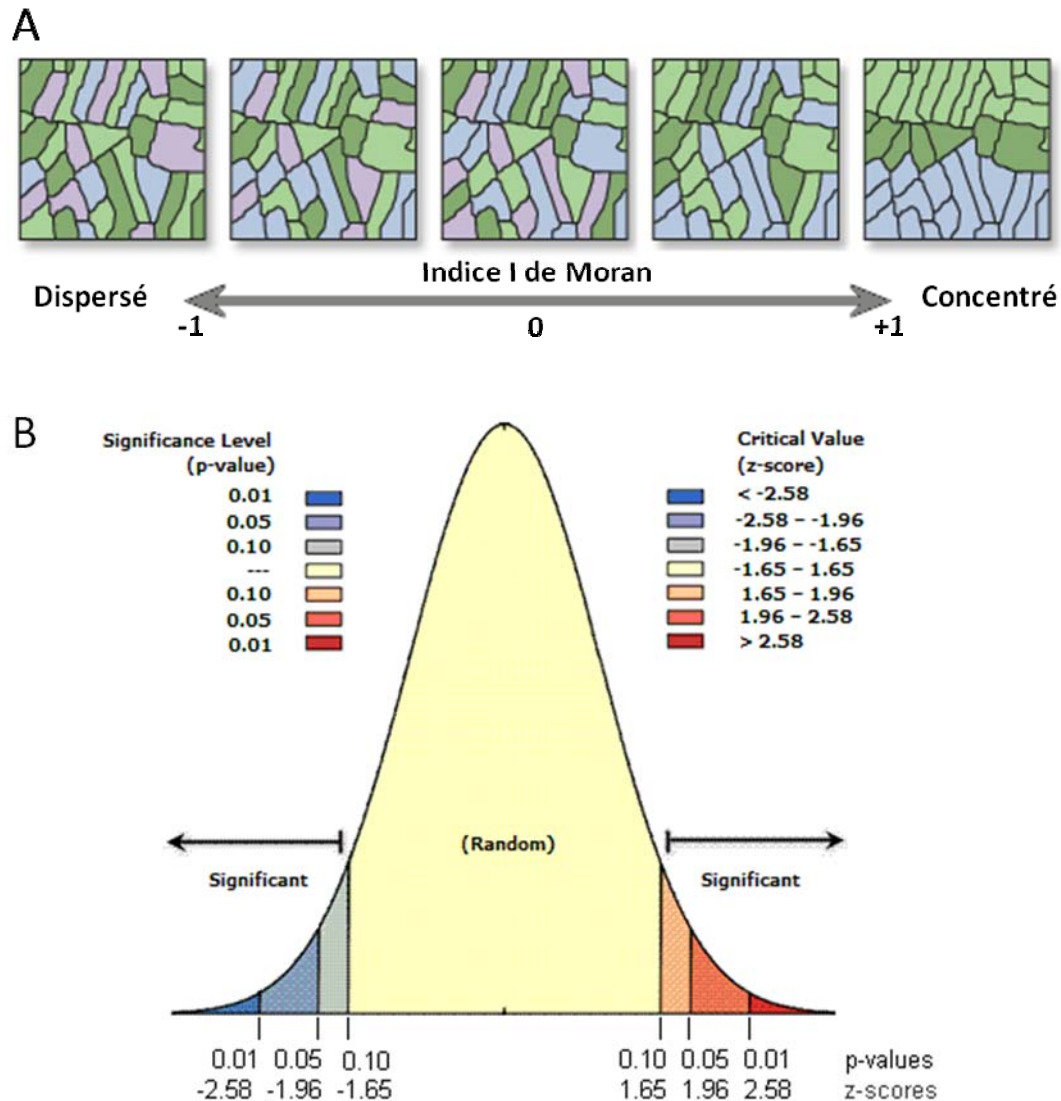 A
Indice I de Moran
Dispersé
Concentré
-1
0
+1
B
Significance Level
(p-value)
0.01
0.05
0.10
---
0.10
0.05
0.01
Critical Value
(z-score)
< -2.58
-2.58 – -1.96
-1.96 – -1.65
-1.65 – 1.65
1.65 – 1.96
1.96 – 2.58
> 2.58
(Random)
Significant
Significant
0.01 0.05 0.10 0.10 0.05 0.01 p-values
-2.58 -1.96 -1.65 1.65 1.96 2.58 z-scores